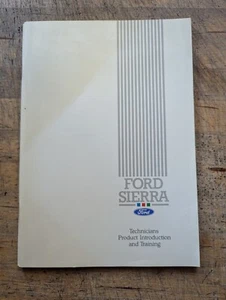 FORD
SIERRA
Ford
Technicians
Product Introduction
and Training